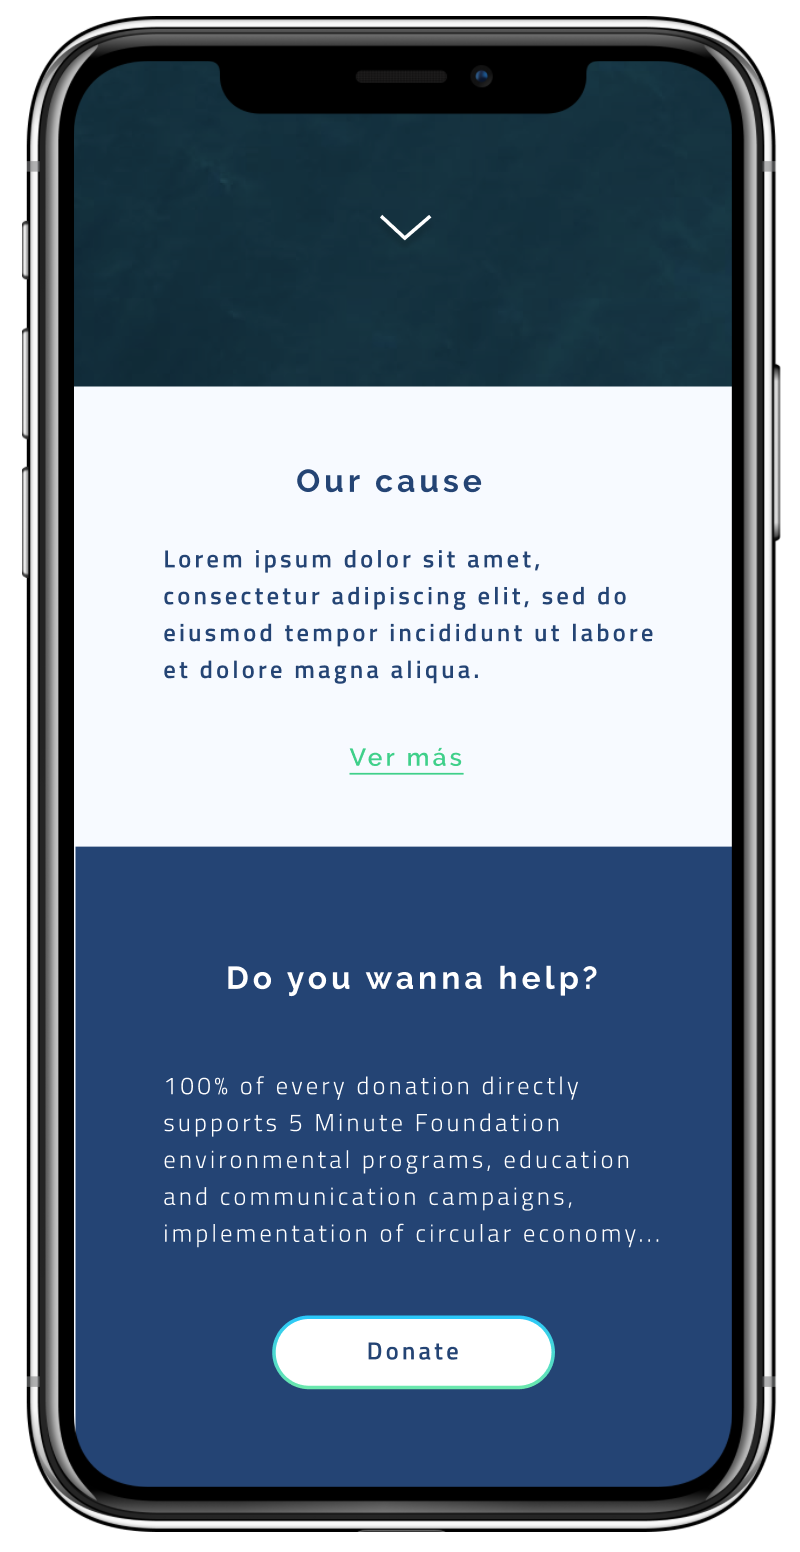 Our cause
Lorem ipsum dolor sit amet,
consectetur adipiscing elit, sed do
eiusmod tempor incididunt ut labore
et dolore magna aliqua.
Ver más
Do you wanna help?
100% of every donation directly
supports 5 Minute Foundation
environmental programs, education
and communication campaigns,
implementation of circular economy...
Donate